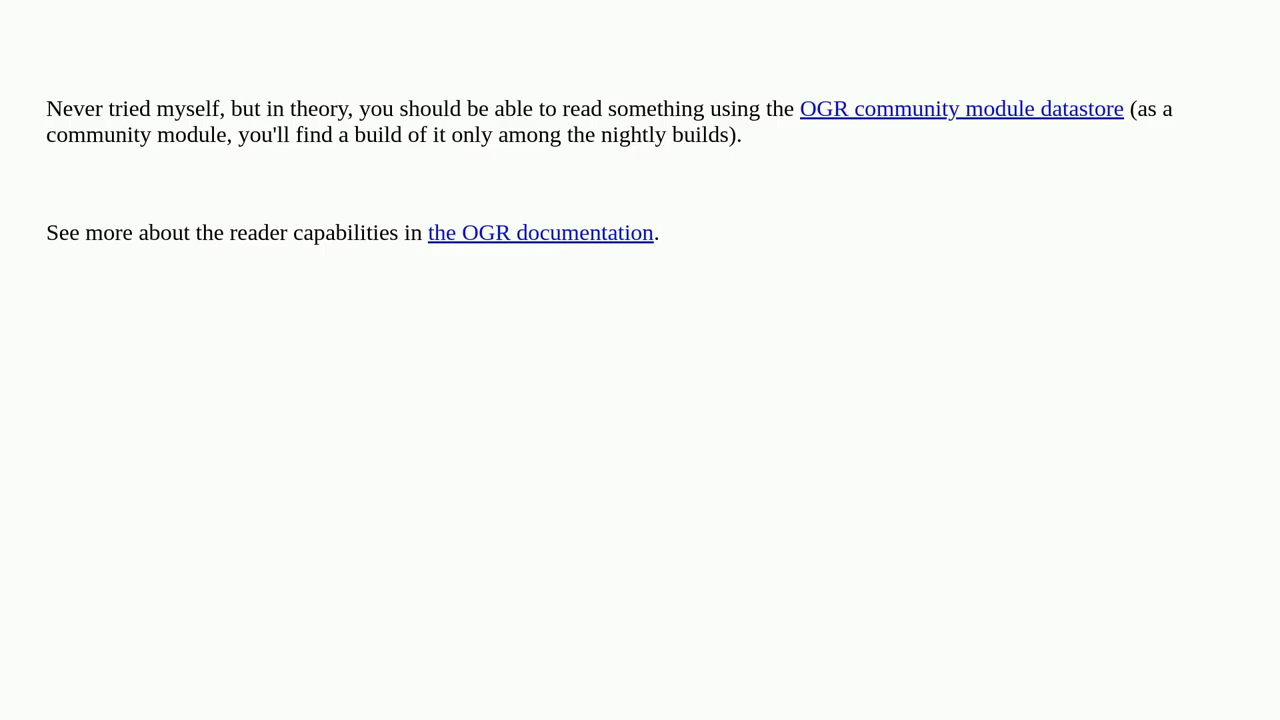 Never tried myself, but in theory, you should be able to read something using the OGR community module datastore (as a
community module, you'll find a build of it only among the nightly builds).
See more about the reader capabilities in the OGR documentation.